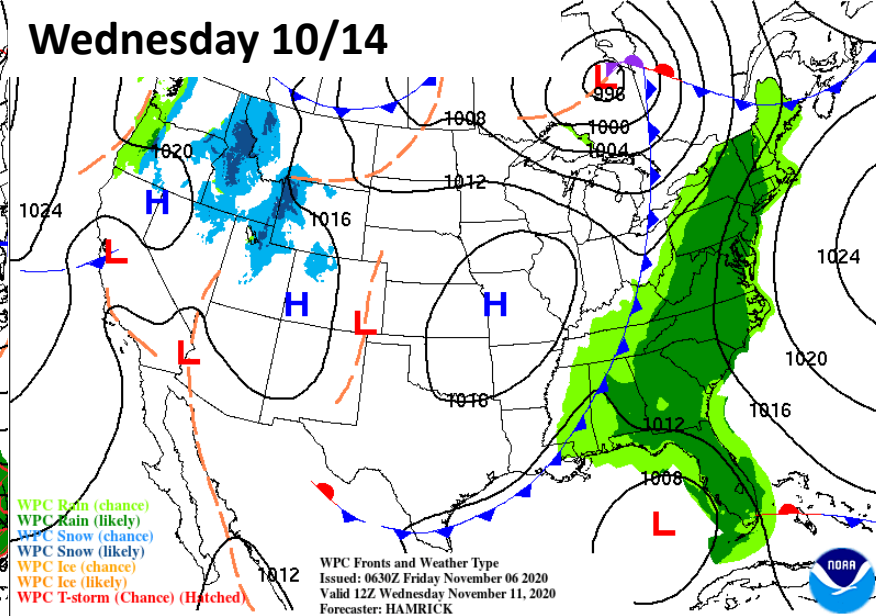 Wednesday 10/14
L
996
1008
1000
1004
1020
1012
H
1024
1016
L
1024
H
H
L
L
1020
1016
1016
1012
1008
L
WPC Rain (chance)
WPC Rain (likely)
WPC Snow (chance)
WPC Snow (likely)
WPC Ice (chance)
WPC Ice (likely)
WPC T-storm (Chance) (Hatched)
1012
WPC Fronts and Weather Type
Issued: 0630Z Friday November 06 2020
Valid 12Z Wednesday November 11, 2020
Forecaster: HAMRICK
NOAA